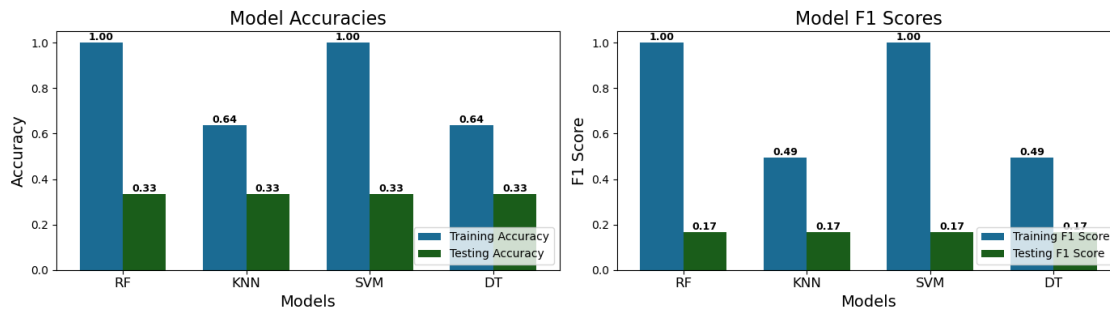 Model Accuracies
1.00
1.00
1.0
0.8
0.64
0.64
0.6
0.4
0.33
0.33
0.33
0.33
0.2
0.0
Accuracy
Training Accuracy
Testing Accuracy
RF
KNN
SVM
DT
Models
Model F1 Scores
1.00
1.00
1.0
0.8
0.6
0.49
0.49
0.4
0.2
0.17
0.17
0.17
0.17
0.0
F1 Score
Training F1 Score
Testing F1 Score
RF
KNN
SVM
DT
Models